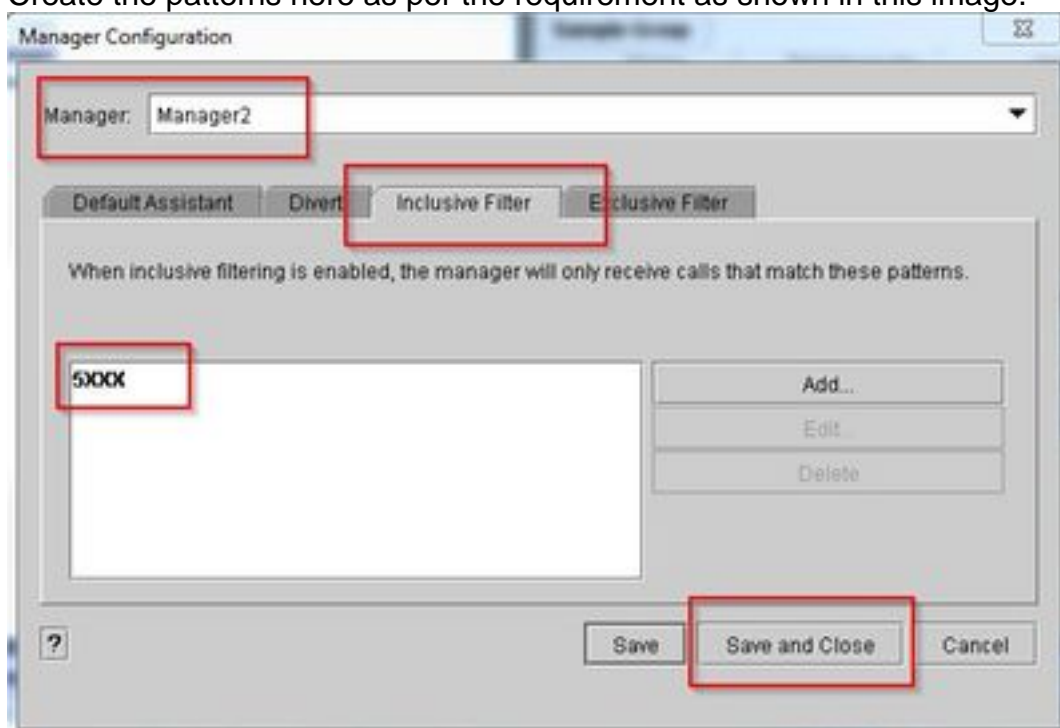 Create the patterns here as per the requirement as shown in this image.
Manager Configuration
Sample Group
Manager: Manager2
Default Assistant Divert Inclusive Filter Exclusive Filter
When inclusive filtering is enabled, the manager will only receive calls that match these patterns.
5XXX
Add...
Edit...
Delete
? Save Save and Close Cancel